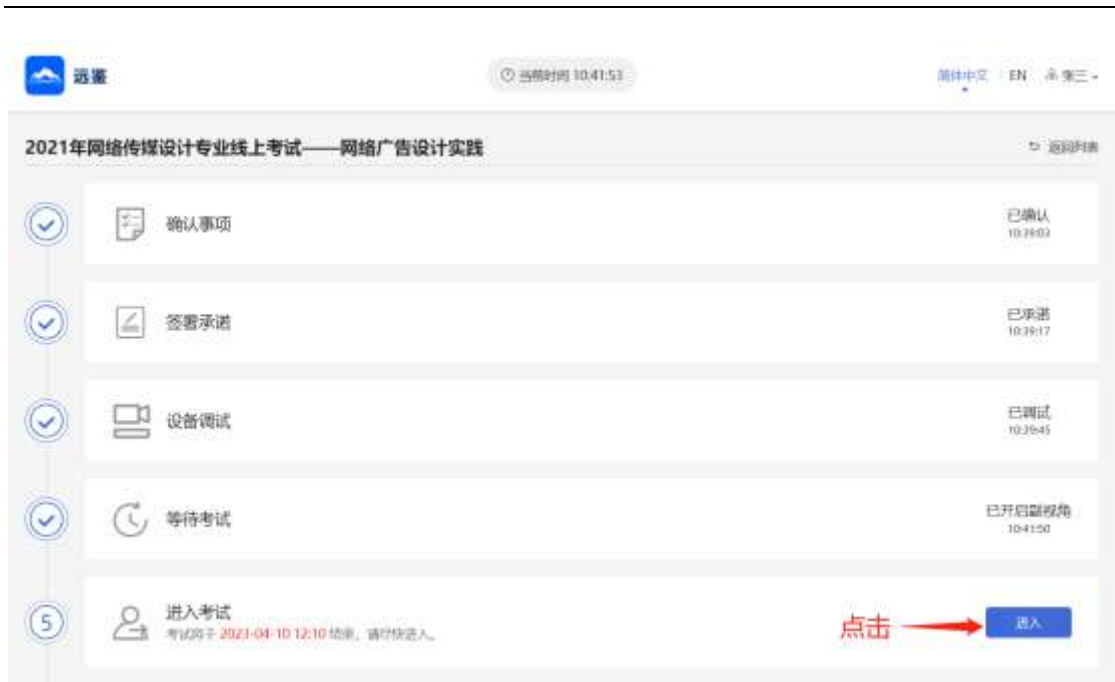 远鉴
当前时间 10:41:53
简体中文 EN 张三
2021年网络传媒设计专业线上考试——网络广告设计实践
返回列表
确认事项
已确认
10:39:03
签署承诺
已承诺
10:39:17
设备调试
已调试
10:39:45
等待考试
已开启副视角
10:41:50
5
进入考试
考试将于 2023-04-10 12:10 结束，请尽快进入。
点击
进入